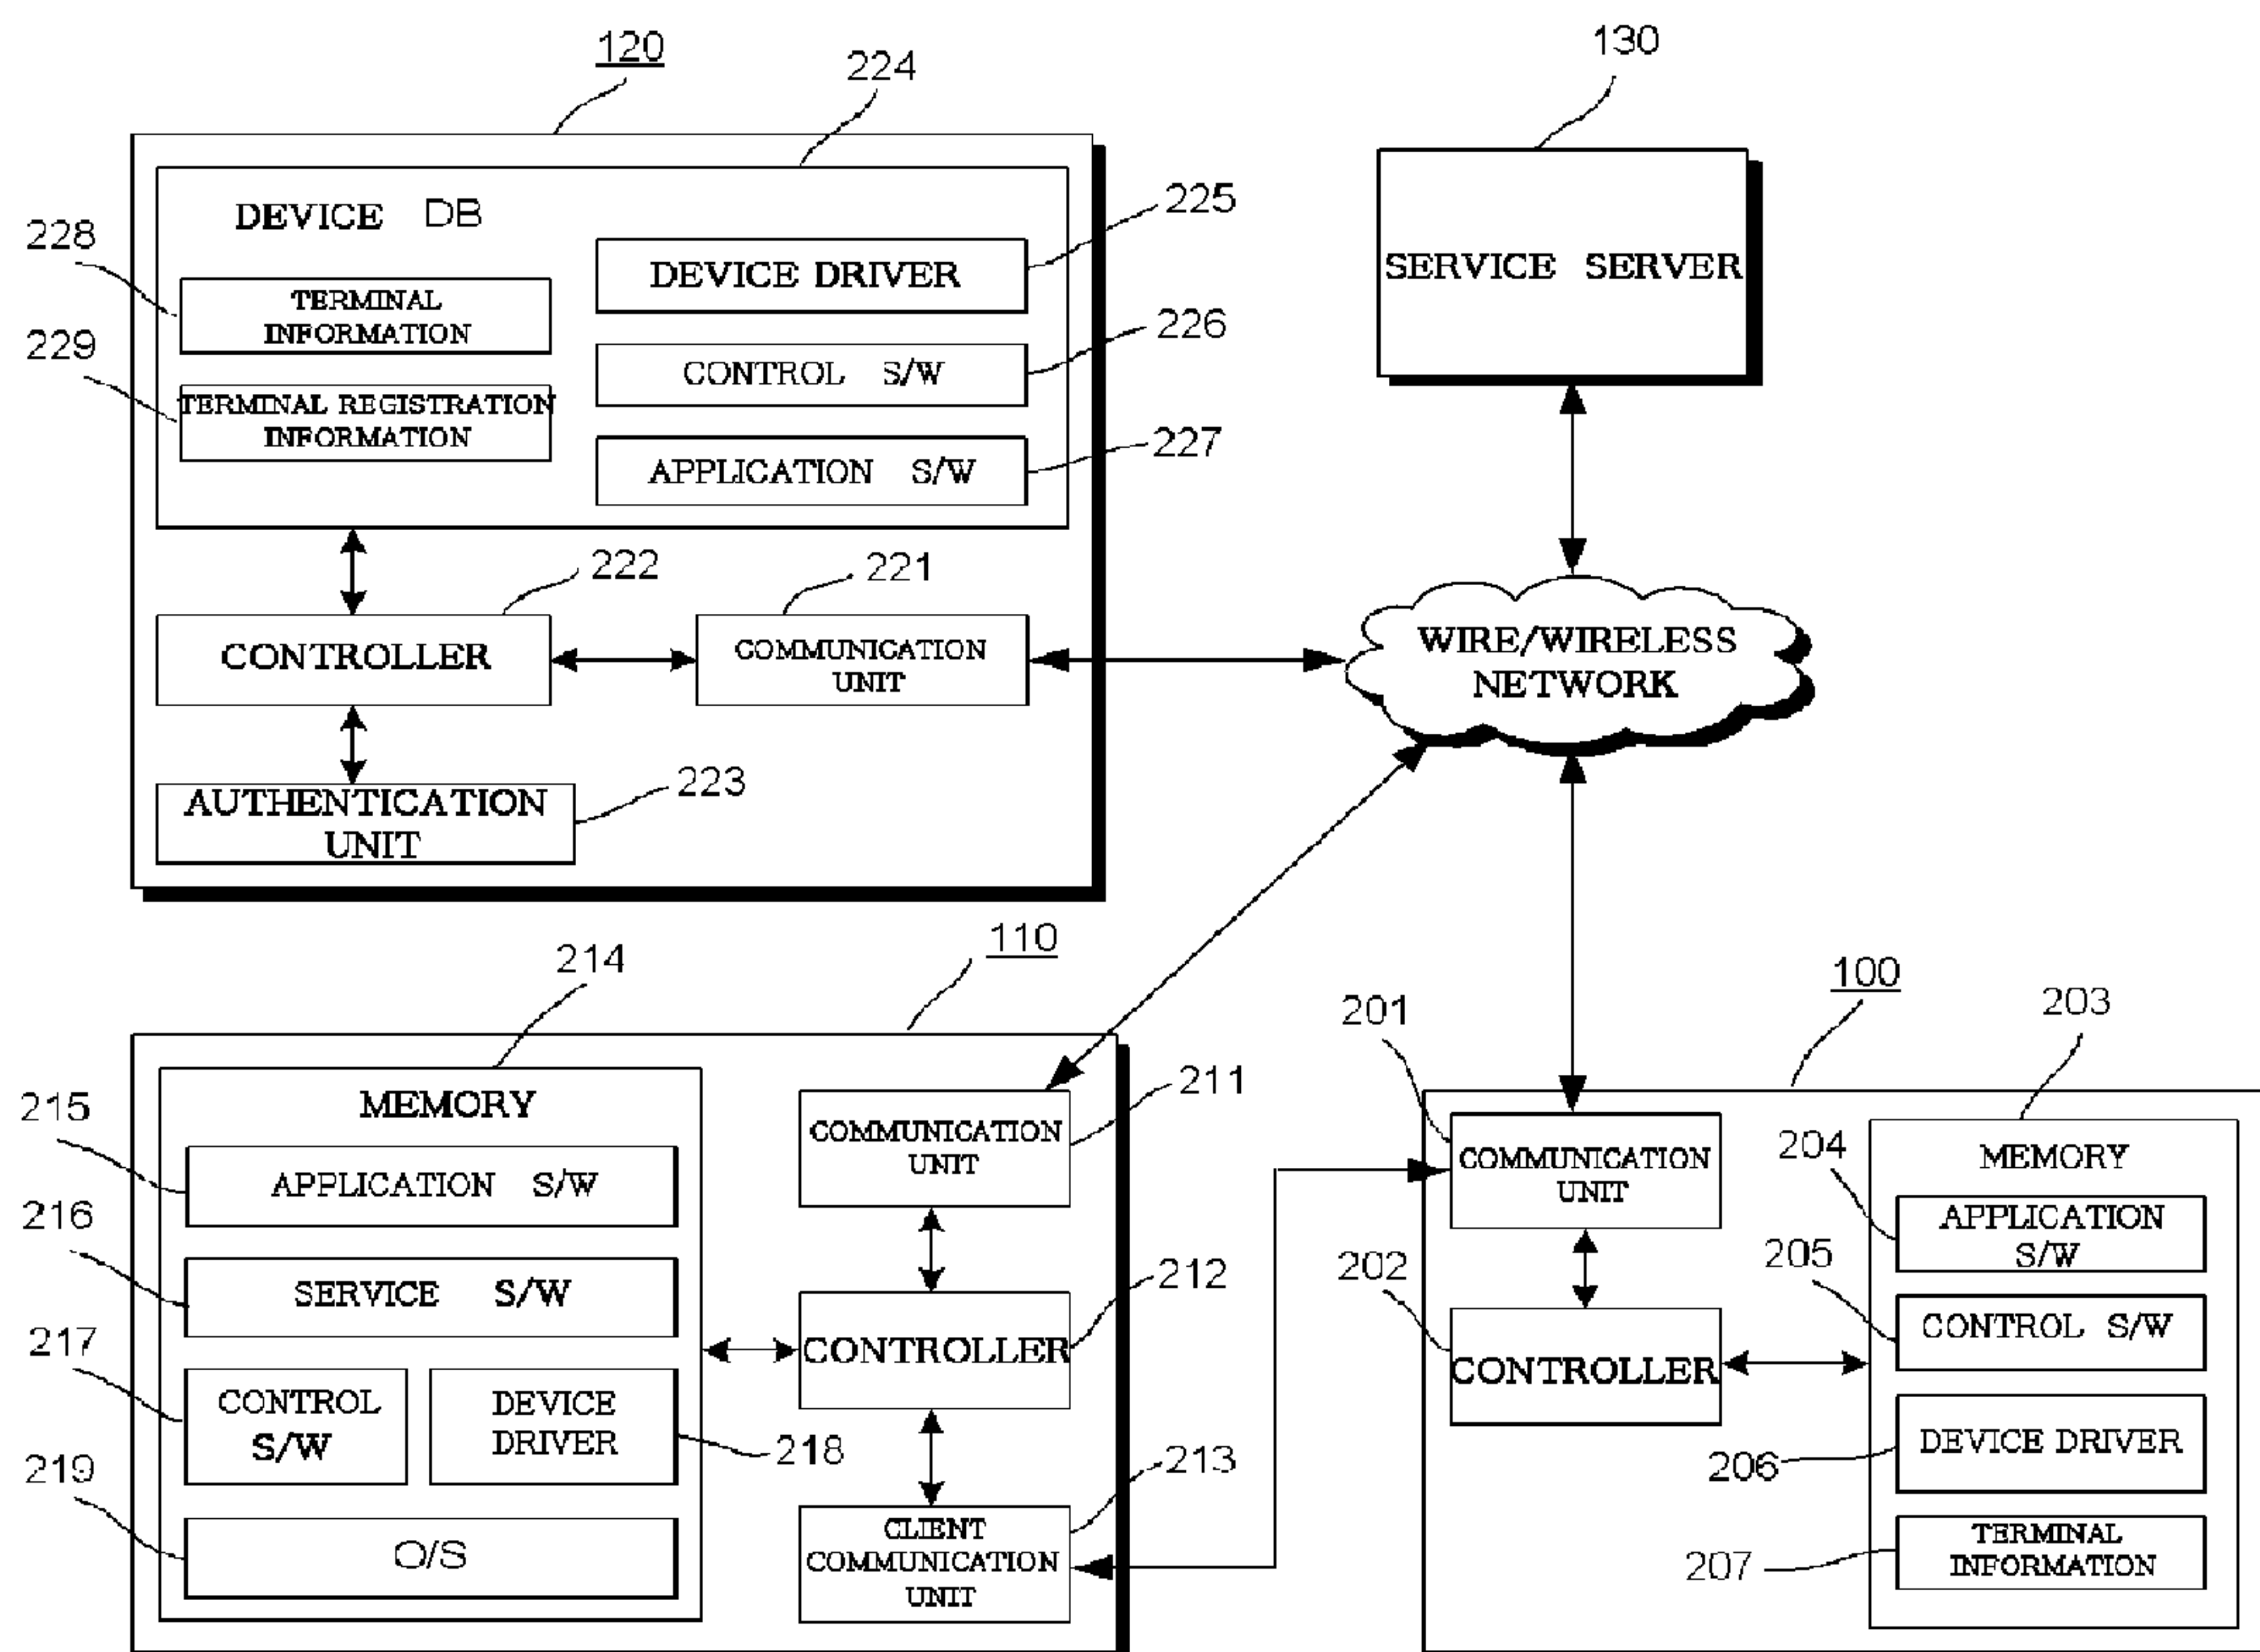 120
224
130
DEVICE DB
228
TERMINAL
INFORMATION
229
TERMINAL REGISTRATION
INFORMATION
DEVICE DRIVER
225
CONTROL S/W
226
APPLICATION S/W
227
SERVICE SERVER
222
221
CONTROLLER
COMMUNICATION
UNIT
WIRE/WIRELESS
NETWORK
223
AUTHENTICATION
UNIT
214
110
MEMORY
215
APPLICATION S/W
216
SERVICE S/W
217
CONTROL
S/W
DEVICE
DRIVER
218
219
O/S
211
COMMUNICATION
UNIT
212
CONTROLLER
213
CLIENT
COMMUNICATION
UNIT
100
201
203
COMMUNICATION
UNIT
202
CONTROLLER
MEMORY
204
APPLICATION
S/W
205
CONTROL S/W
206
DEVICE DRIVER
207
TERMINAL
INFORMATION